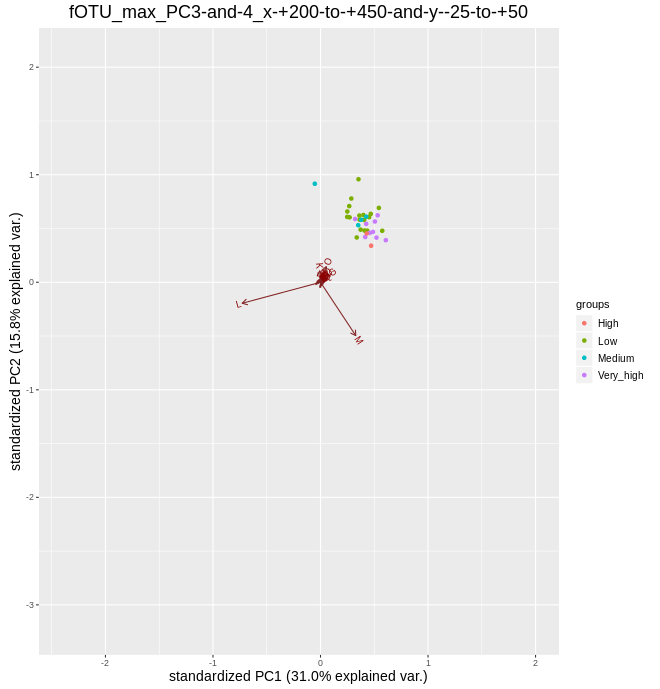 fOTU_max_PC3-and-4_x-+200-to-+450-and-y--25-to-+50
standardized PC2 (15.8% explained var.)
2
1
0
-1
-2
-3
L
M
K
O
-2
-1
0
1
2
standardized PC1 (31.0% explained var.)
groups
High
Low
Medium
Very_high